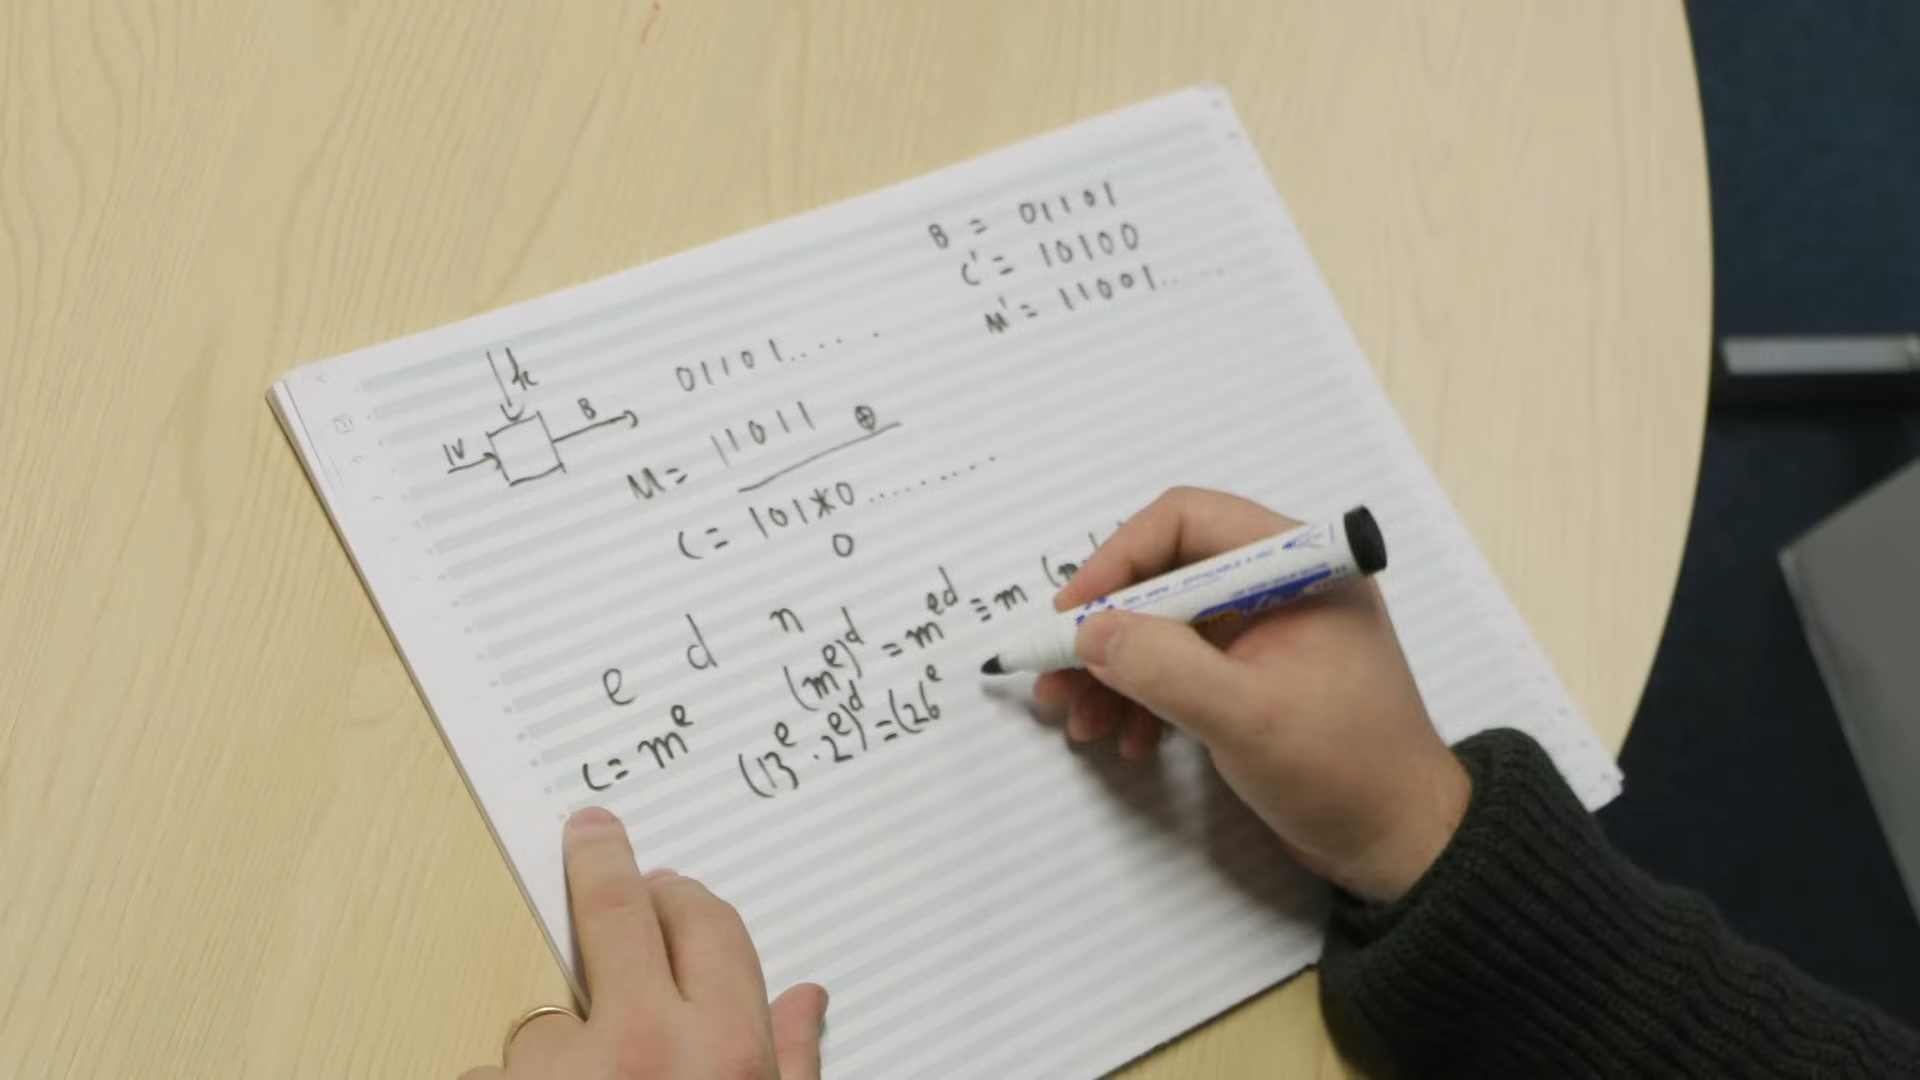 B = 01101
C' = 10100
M' = 11001.....
k
IV
B
01101.....
M = 11011 ⊕
C = 101*0.........
0
e d n
(m^e)^d = m^ed ≡ m (m
c = m^e
(13^e · 2^e)^d = (26^e